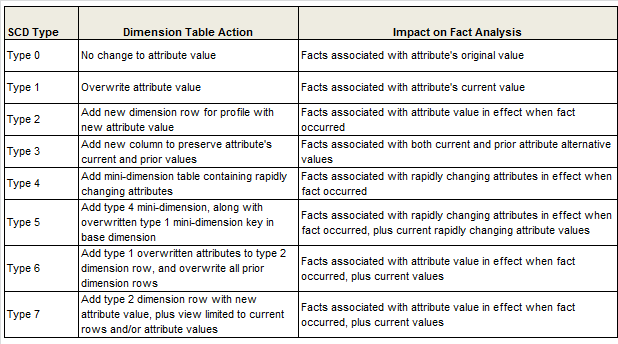 SCD Type Dimension Table Action Impact on Fact Analysis
Type 0 No change to attribute value Facts associated with attribute's original value
Type 1 Overwrite attribute value Facts associated with attribute's current value
Type 2
Add new dimension row for profile with
new attribute value
Facts associated with attribute value in effect when fact
occurred
Type 3
Add new column to preserve attribute's
current and prior values
Facts associated with both current and prior attribute alternative
values
Type 4
Add mini-dimension table containing rapidly
changing attributes
Facts associated with rapidly changing attributes in effect when
fact occurred
Type 5
Add type 4 mini-dimension, along with
overwritten type 1 mini-dimension key in
base dimension
Facts associated with rapidly changing attributes in effect when
fact occurred, plus current rapidly changing attribute values
Type 6
Add type 1 overwritten attributes to type 2
dimension row, and overwrite all prior
dimension rows
Facts associated with attribute value in effect when fact
occurred, plus current values
Type 7
Add type 2 dimension row with new
attribute value, plus view limited to current
rows and/or attribute values
Facts associated with attribute value in effect when fact
occurred, plus current values